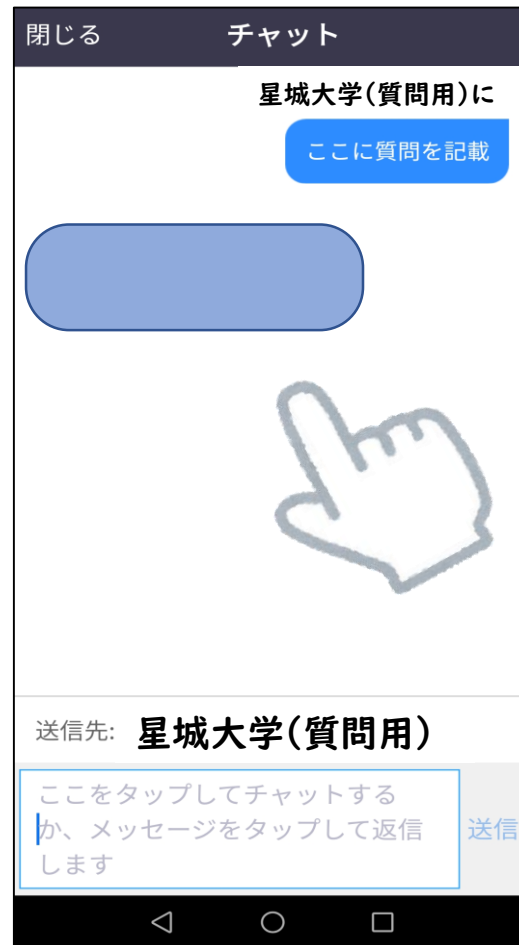 閉じる チャット
星城大学(質問用)に
ここに質問を記載
送信先: 星城大学(質問用)
ここをタップしてチャットする
か、メッセージをタップして返信
します
送信